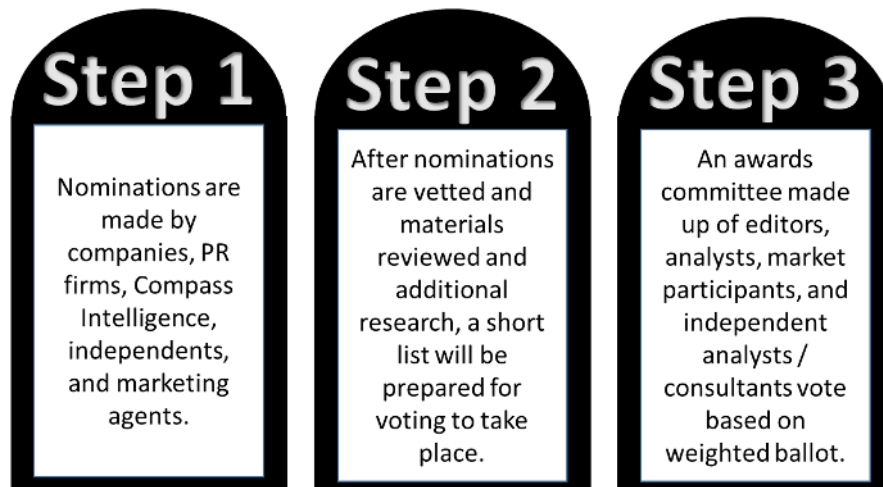 Step 1
Nominations are
made by
companies, PR
firms, Compass
Intelligence,
independents,
and marketing
agents.
Step 2
After nominations
are vetted and
materials
reviewed and
additional
research, a short
list will be
prepared for
voting to take
place.
Step 3
An awards
committee made
up of editors,
analysts, market
participants, and
independent
analysts /
consultants vote
based on
weighted ballot.